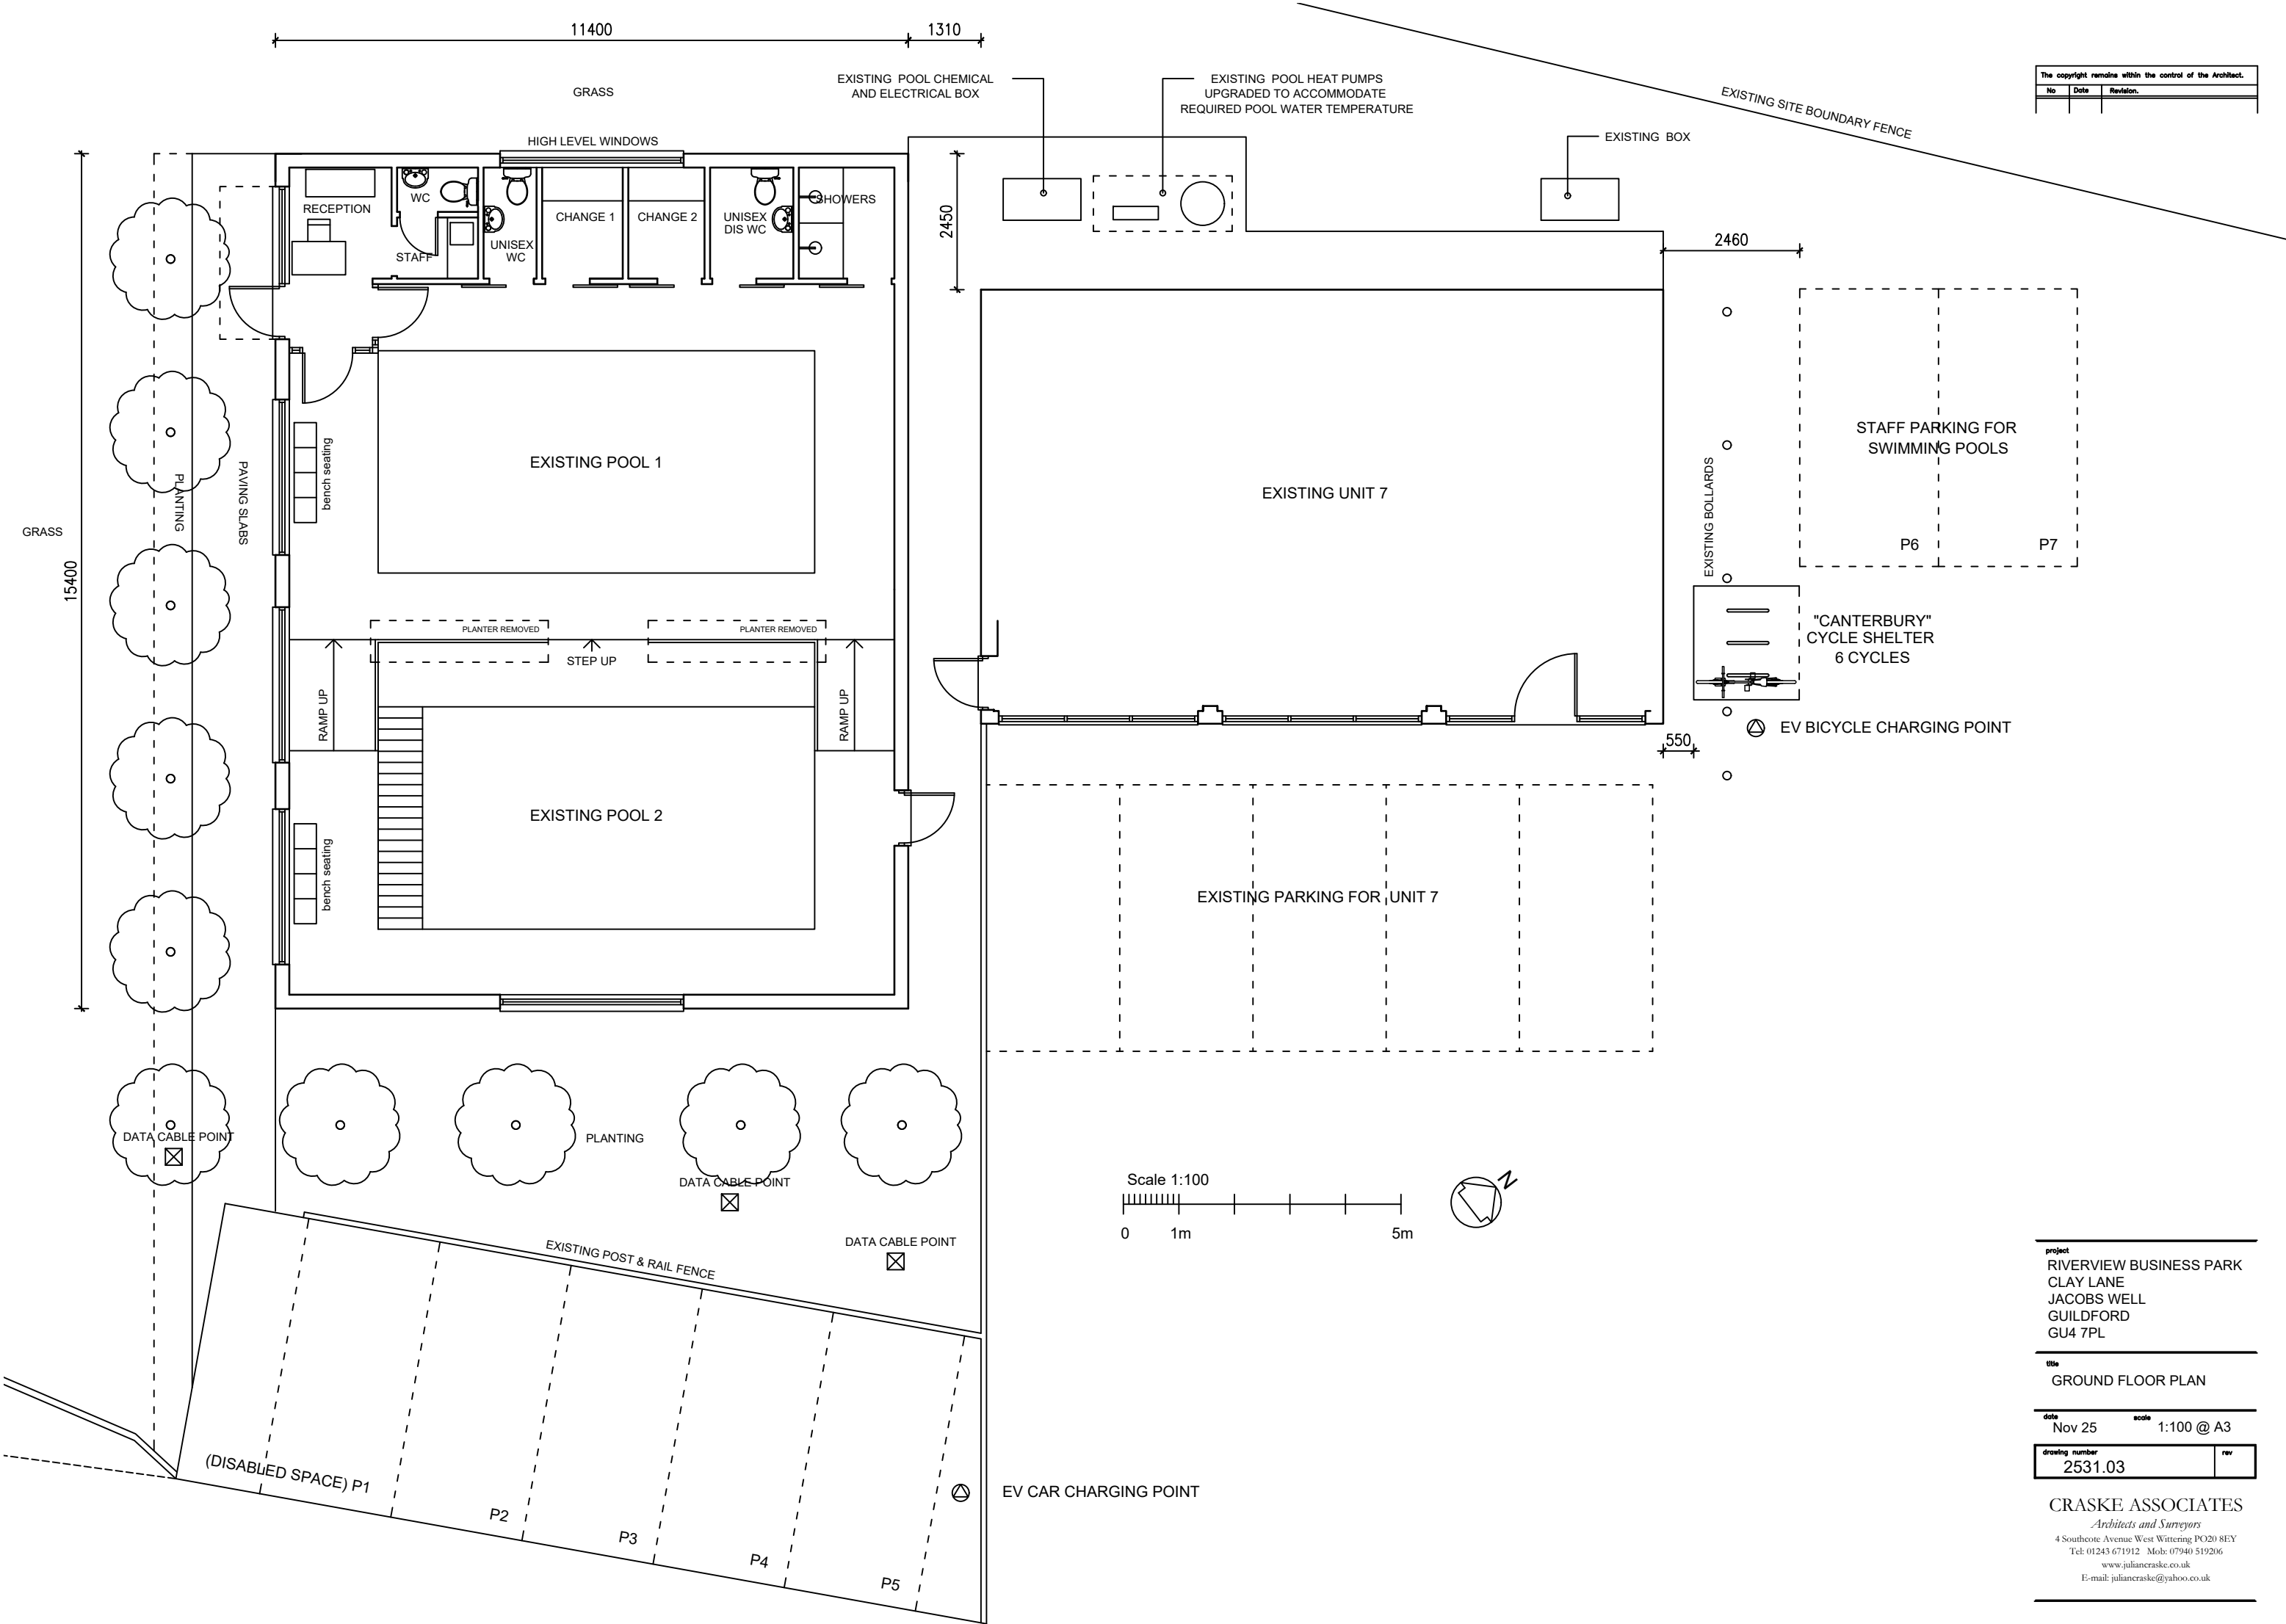 11400
1310
EXISTING POOL CHEMICAL
AND ELECTRICAL BOX
EXISTING POOL HEAT PUMPS
UPGRADED TO ACCOMMODATE
REQUIRED POOL WATER TEMPERATURE
EXISTING SITE BOUNDARY FENCE
The copyright remains within the control of the Architect.
No Date Revision.
GRASS
HIGH LEVEL WINDOWS
EXISTING BOX
RECEPTION
WC
STAFF
UNISEX
WC
CHANGE 1
CHANGE 2
UNISEX
DIS WC
SHOWERS
2450
2460
STAFF PARKING FOR
SWIMMING POOLS
P6
P7
EXISTING BOLLARDS
EXISTING POOL 1
EXISTING UNIT 7
bench seating
PLANTING
PAVING SLABS
GRASS
15400
PLANTER REMOVED
PLANTER REMOVED
STEP UP
RAMP UP
RAMP UP
"CANTERBURY"
CYCLE SHELTER
6 CYCLES
EV BICYCLE CHARGING POINT
550
EXISTING POOL 2
bench seating
EXISTING PARKING FOR UNIT 7
DATA CABLE POINT
PLANTING
DATA CABLE POINT
DATA CABLE POINT
Scale 1:100
0 1m 5m
N
EXISTING POST & RAIL FENCE
(DISABLED SPACE) P1
P2
P3
P4
P5
EV CAR CHARGING POINT
project
RIVERVIEW BUSINESS PARK
CLAY LANE
JACOBS WELL
GUILDFORD
GU4 7PL
title
GROUND FLOOR PLAN
date scale
Nov 25 1:100 @ A3
drawing number rev
2531.03
CRASKE ASSOCIATES
Architects and Surveyors
4 Southcote Avenue West Wittering PO20 8EY
Tel: 01243 671912 Mob: 07940 519206
www.juliancraske.co.uk
E-mail: juliancraske@yahoo.co.uk